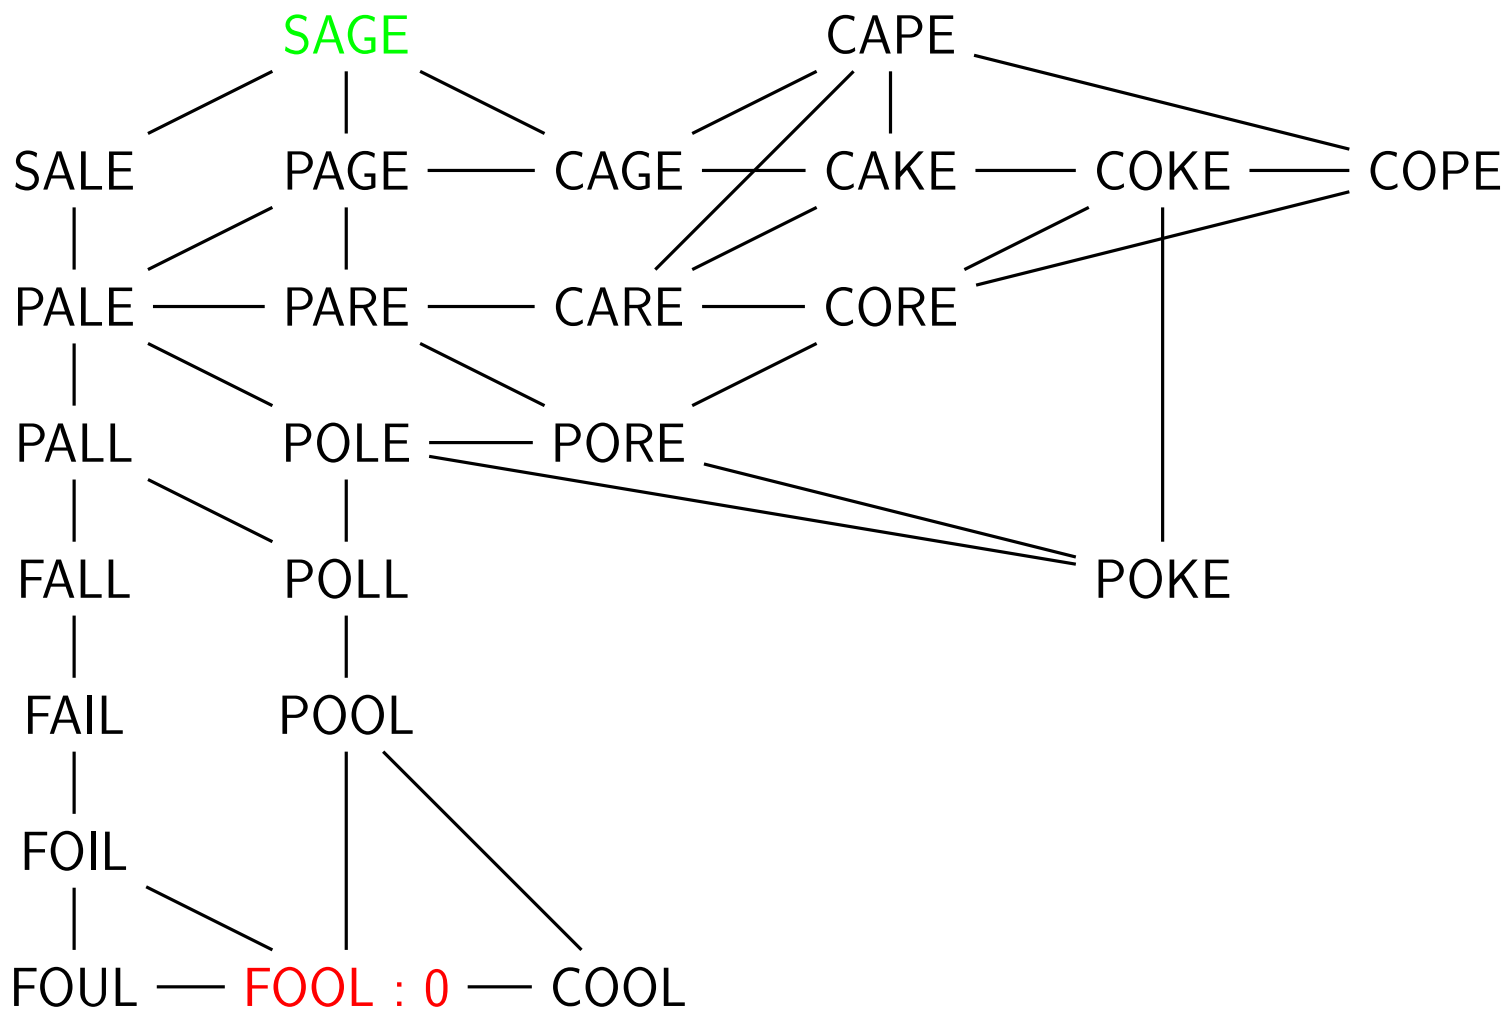 SAGE CAPE
SALE PAGE CAGE CAKE COKE COPE
PALE PARE CARE CORE
PALL POLE PORE
FALL POLL POKE
FAIL POOL
FOIL
FOUL FOOL : 0 COOL